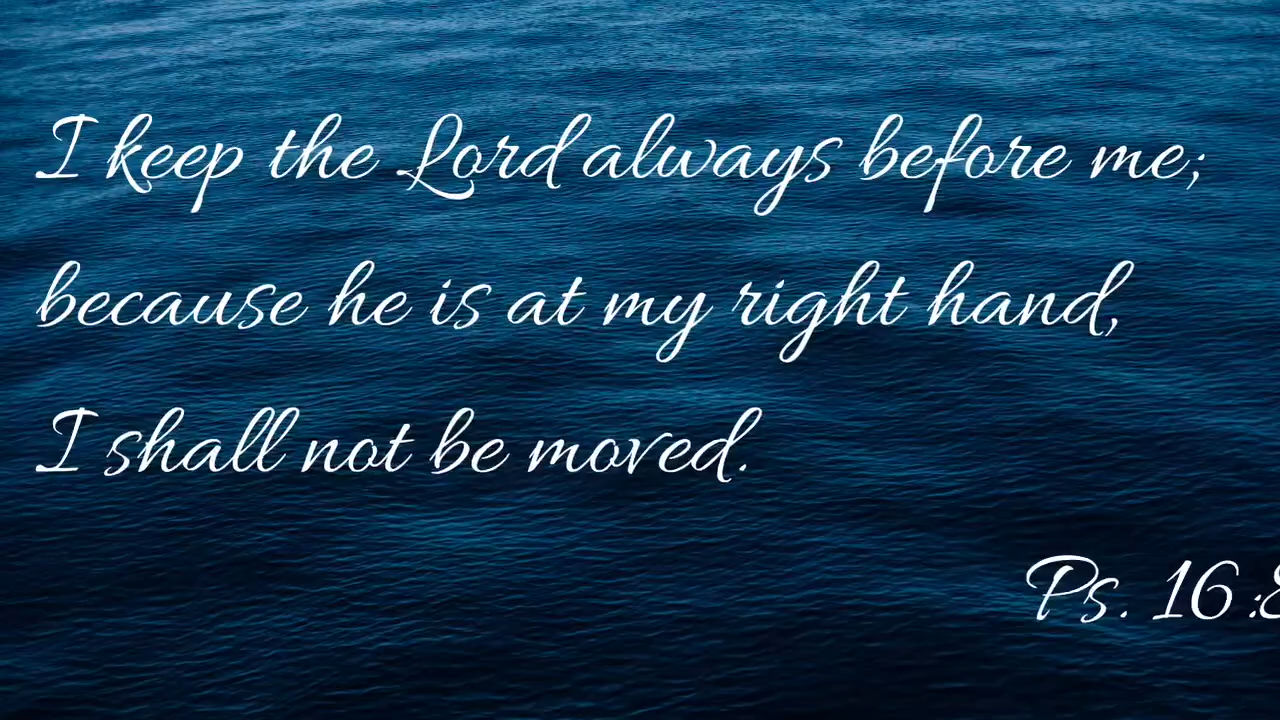 I keep the Lord always before me;
because he is at my right hand,
I shall not be moved.
Ps. 16:8